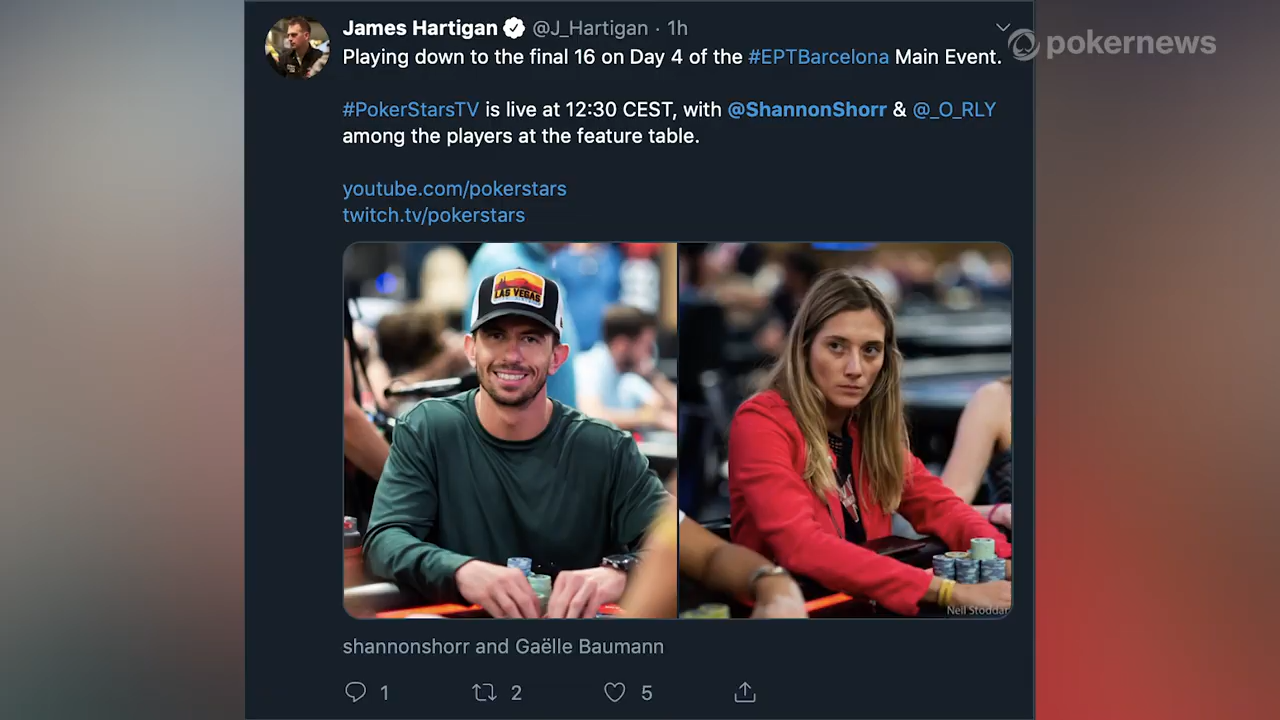 James Hartigan @J_Hartigan · 1h
pokernews
Playing down to the final 16 on Day 4 of the #EPTBarcelona Main Event.
#PokerStarsTV is live at 12:30 CEST, with @ShannonShorr & @_O_RLY
among the players at the feature table.
youtube.com/pokerstars
twitch.tv/pokerstars
LAS VEGAS
Neil Stoddar
shannonshorr and Gaëlle Baumann
1 2 5